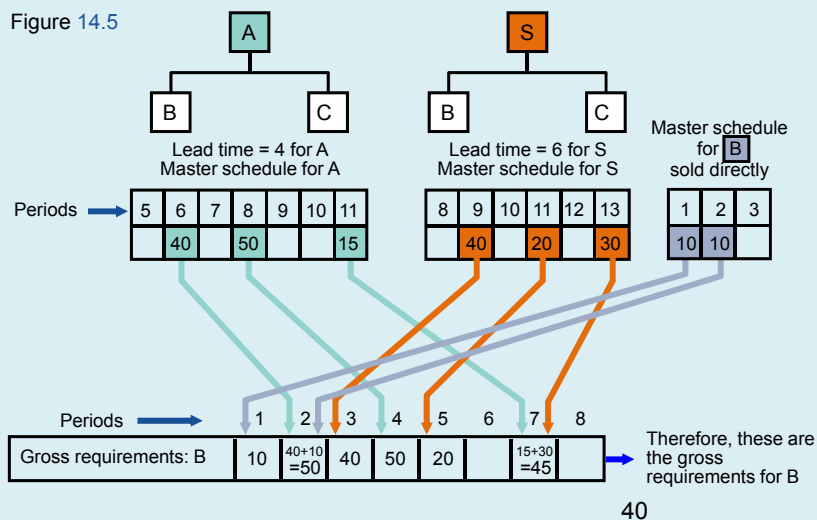 Figure 14.5
A
B C
Lead time = 4 for A
Master schedule for A
S
B C
Lead time = 6 for S
Master schedule for S
Master schedule
for B
sold directly
Periods
5 6 7 8 9 10 11
40 50 15
8 9 10 11 12 13
40 20 30
1 2 3
10 10
Periods 1 2 3 4 5 6 7 8
Gross requirements: B 10 40+10 =50 40 50 20 15+30 =45
Therefore, these are
the gross
requirements for B
40